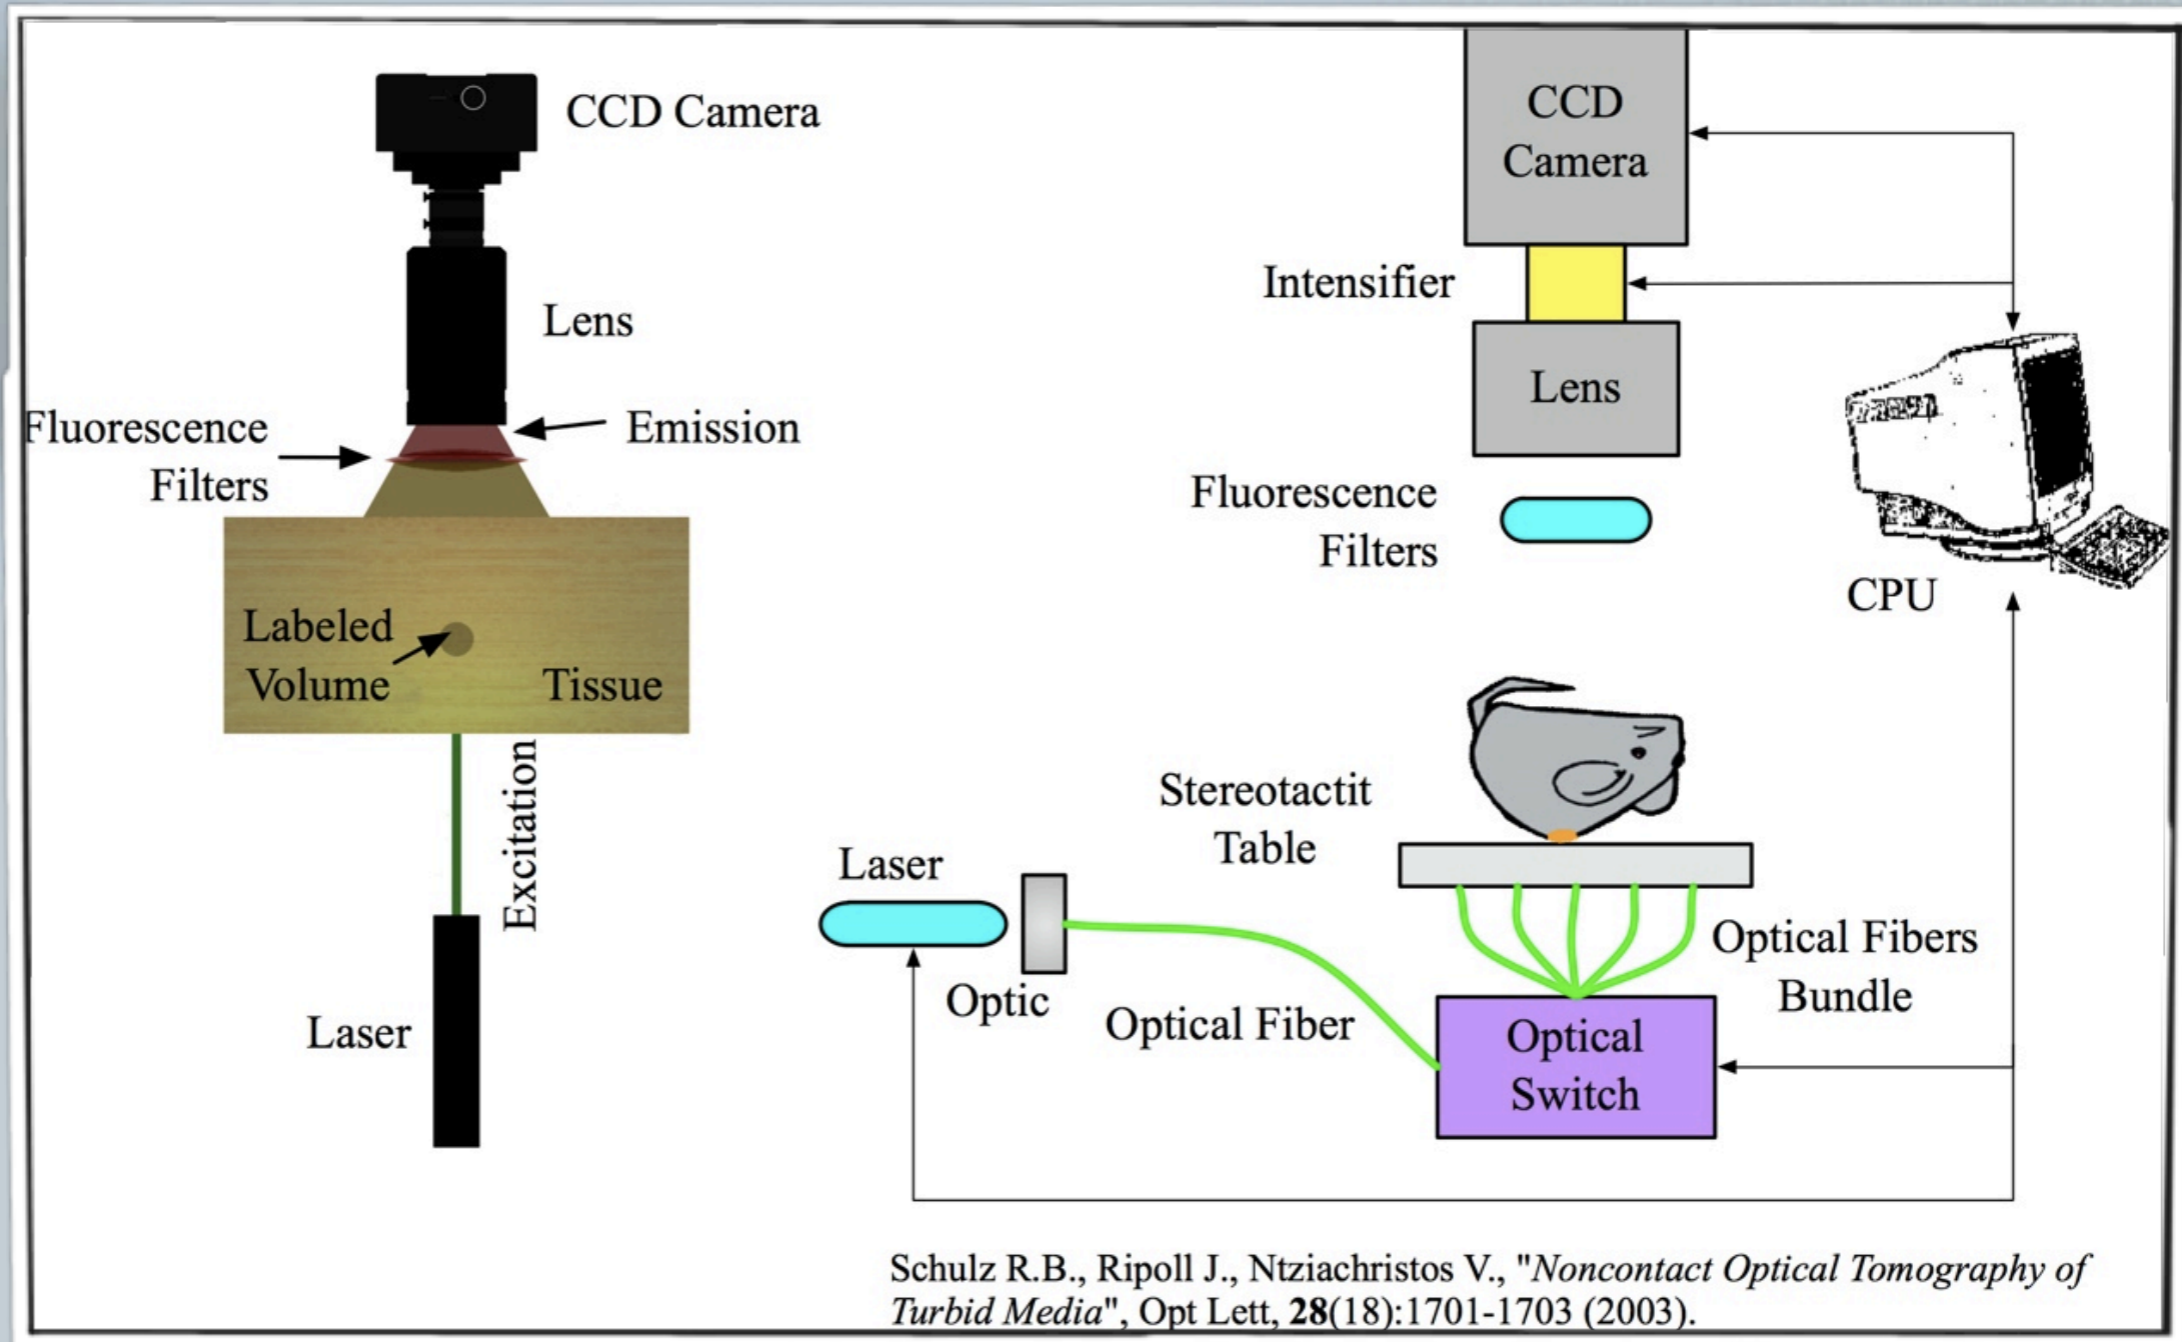 CCD Camera
Lens
Fluorescence
Filters
Emission
Labeled
Volume
Tissue
Excitation
Laser
CCD
Camera
Intensifier
Lens
Fluorescence
Filters
CPU
Stereotactit
Table
Laser
Optic
Optical Fiber
Optical Fibers
Bundle
Optical
Switch
Schulz R.B., Ripoll J., Ntziachristos V., "Noncontact Optical Tomography of
Turbid Media", Opt Lett, 28(18):1701-1703 (2003).